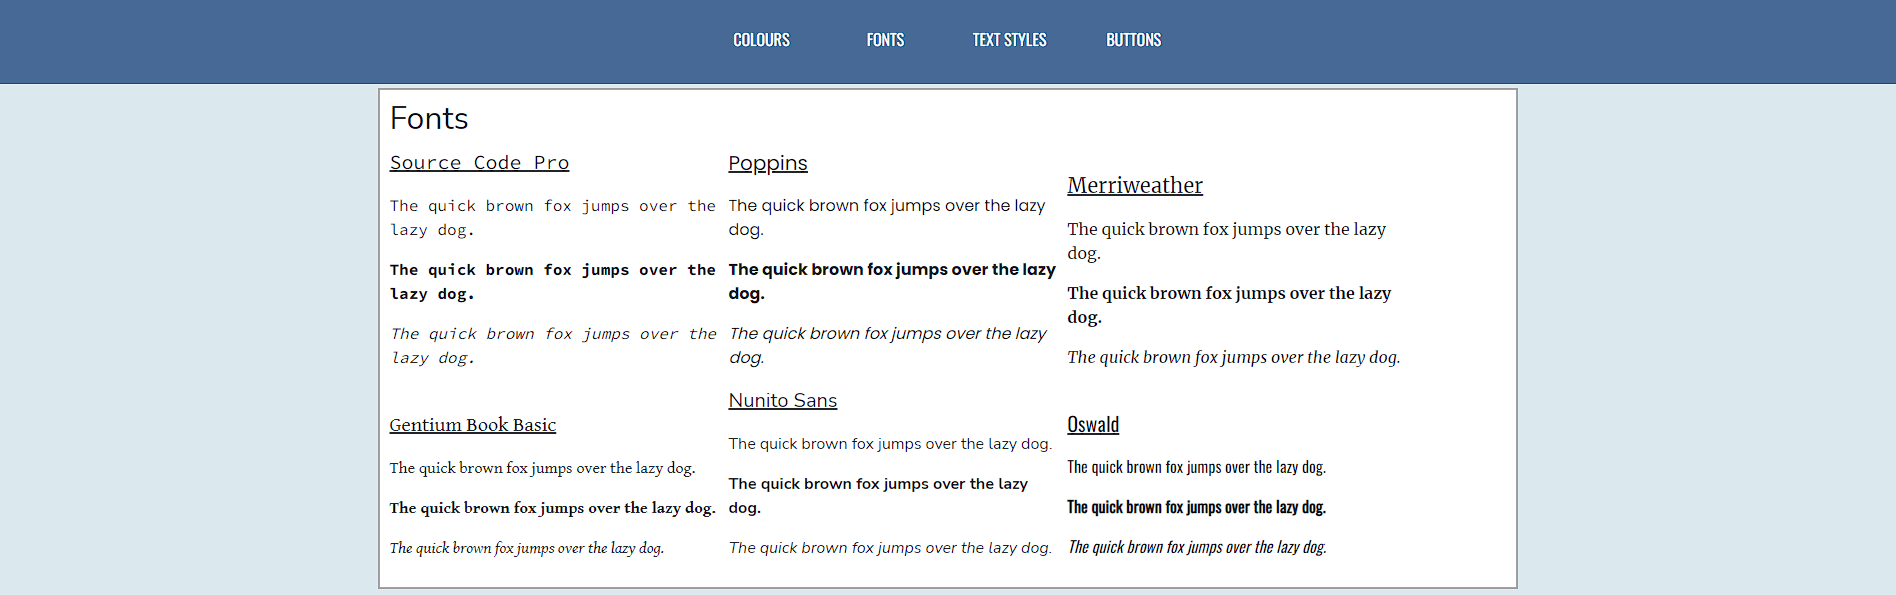 COLOURS FONTS TEXT STYLES BUTTONS
Fonts
Source Code Pro
The quick brown fox jumps over the
lazy dog.
The quick brown fox jumps over the
lazy dog.
The quick brown fox jumps over the
lazy dog.
Poppins
The quick brown fox jumps over the lazy
dog.
The quick brown fox jumps over the lazy
dog.
The quick brown fox jumps over the lazy
dog.
Merriweather
The quick brown fox jumps over the lazy
dog.
The quick brown fox jumps over the lazy
dog.
The quick brown fox jumps over the lazy dog.
Gentium Book Basic
The quick brown fox jumps over the lazy dog.
The quick brown fox jumps over the lazy dog.
The quick brown fox jumps over the lazy dog.
Nunito Sans
The quick brown fox jumps over the lazy dog.
The quick brown fox jumps over the lazy
dog.
The quick brown fox jumps over the lazy dog.
Oswald
The quick brown fox jumps over the lazy dog.
The quick brown fox jumps over the lazy dog.
The quick brown fox jumps over the lazy dog.